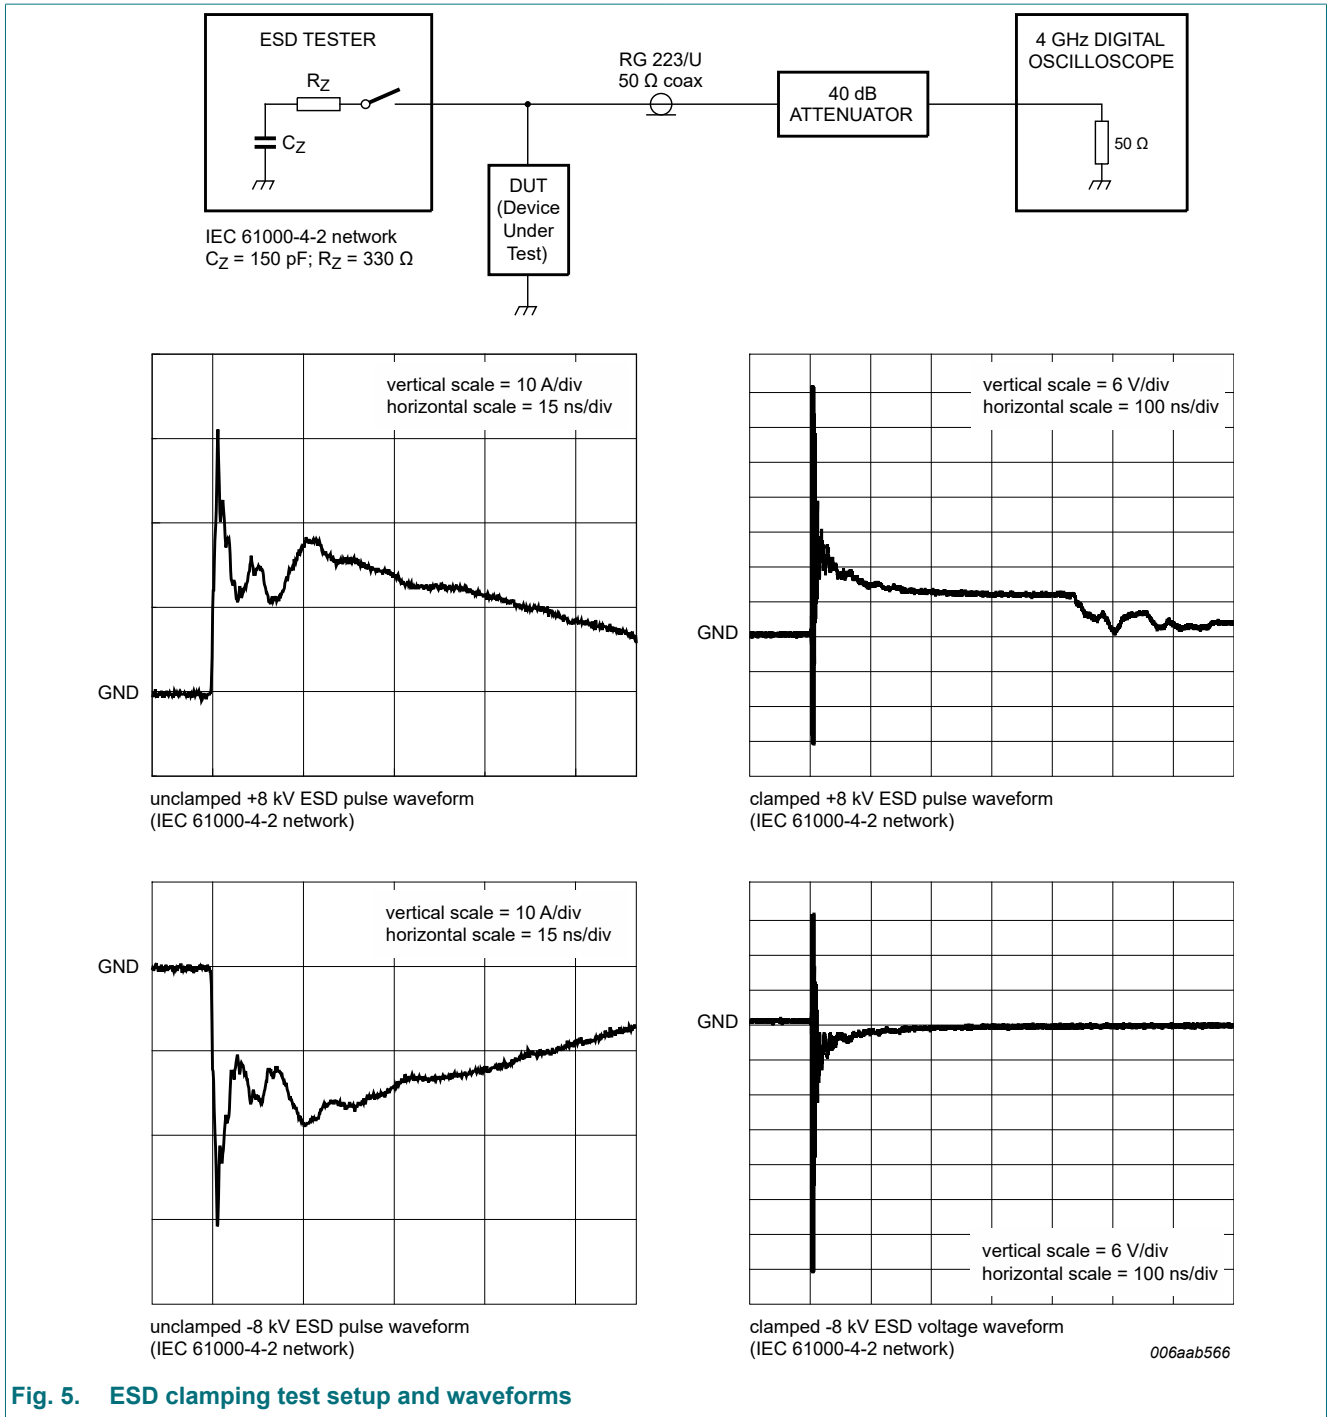 ESD TESTER
RZ
CZ
IEC 61000-4-2 network
CZ = 150 pF; RZ = 330 Ω
DUT
(Device
Under
Test)
RG 223/U
50 Ω coax
40 dB
ATTENUATOR
4 GHz DIGITAL
OSCILLOSCOPE
50 Ω
vertical scale = 10 A/div
horizontal scale = 15 ns/div
GND
unclamped +8 kV ESD pulse waveform
(IEC 61000-4-2 network)
vertical scale = 6 V/div
horizontal scale = 100 ns/div
GND
clamped +8 kV ESD pulse waveform
(IEC 61000-4-2 network)
vertical scale = 10 A/div
horizontal scale = 15 ns/div
GND
unclamped -8 kV ESD pulse waveform
(IEC 61000-4-2 network)
GND
vertical scale = 6 V/div
horizontal scale = 100 ns/div
clamped -8 kV ESD voltage waveform
(IEC 61000-4-2 network)
006aab566
Fig. 5. ESD clamping test setup and waveforms